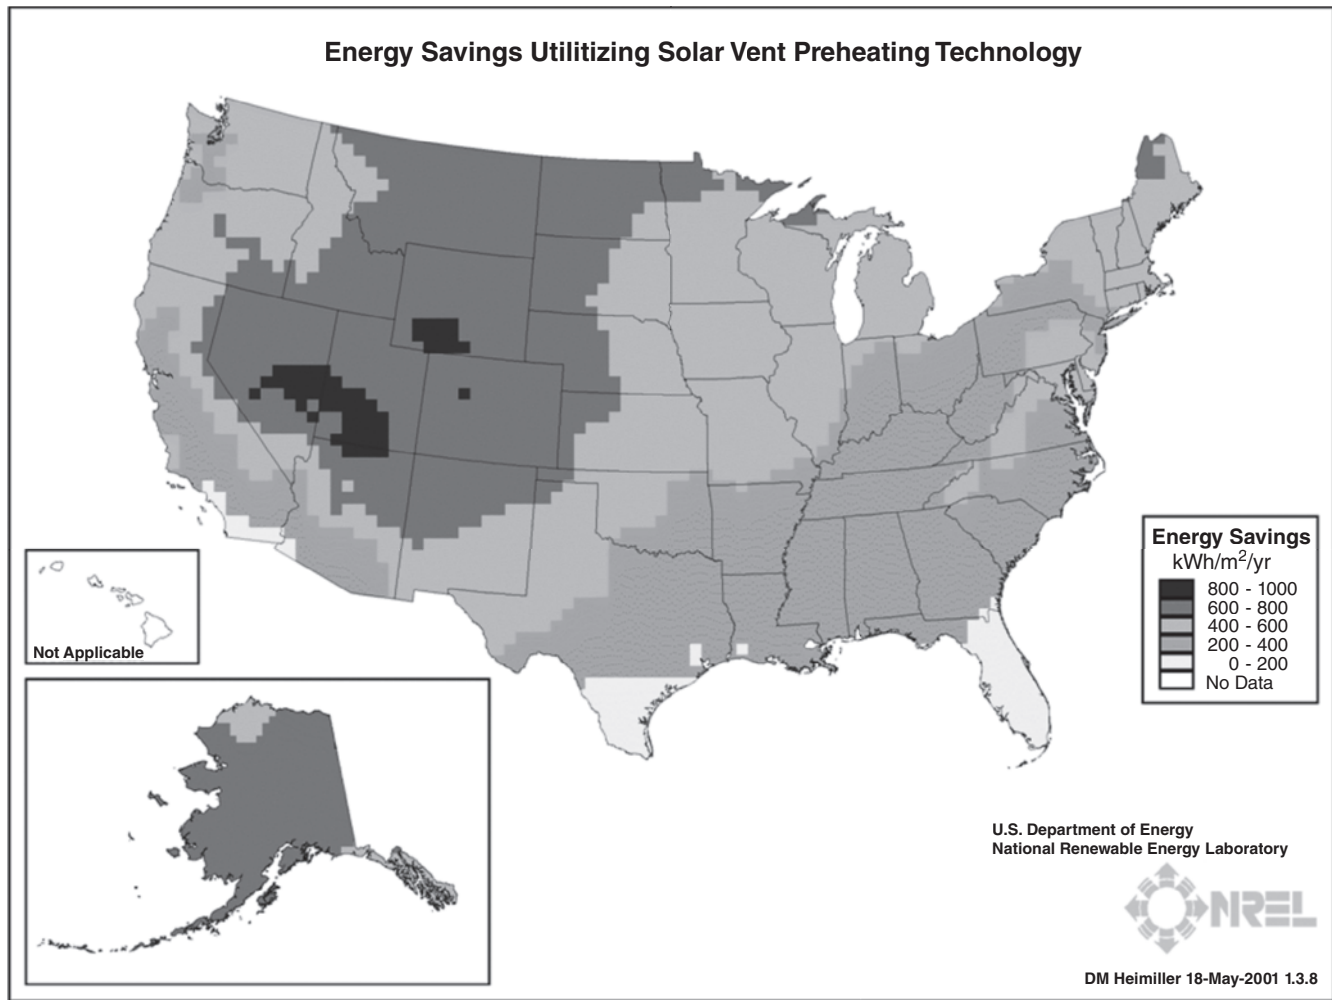 Energy Savings Utilitizing Solar Vent Preheating Technology
Energy Savings
kWh/m²/yr
800 - 1000
600 - 800
400 - 600
200 - 400
0 - 200
No Data
Not Applicable
U.S. Department of Energy
National Renewable Energy Laboratory
NREL
DM Heimiller 18-May-2001 1.3.8